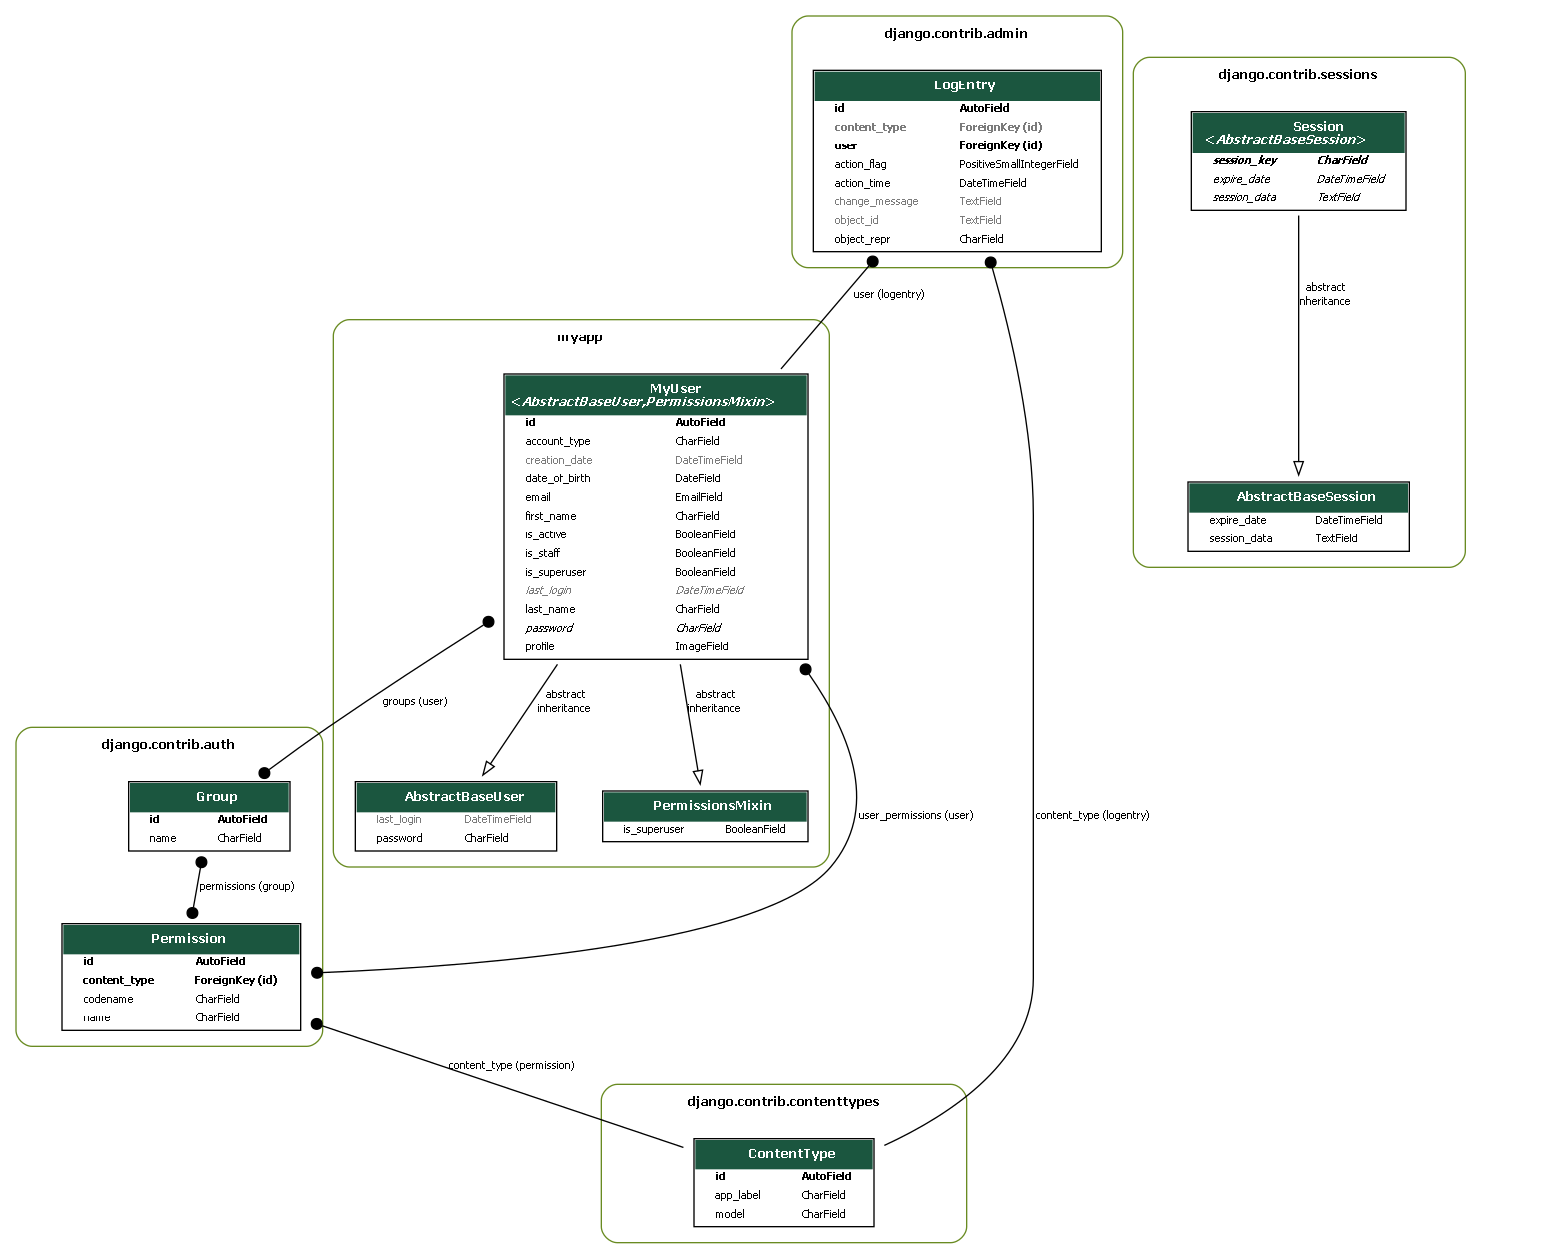 django.contrib.admin
LogEntry
id AutoField
content_type ForeignKey (id)
user ForeignKey (id)
action_flag PositiveSmallIntegerField
action_time DateTimeField
change_message TextField
object_id TextField
object_repr CharField
django.contrib.sessions
Session
<AbstractBaseSession>
session_key CharField
expire_date DateTimeField
session_data TextField
abstract
inheritance
AbstractBaseSession
expire_date DateTimeField
session_data TextField
user (logentry)
myapp
MyUser
<AbstractBaseUser,PermissionsMixin>
id AutoField
account_type CharField
creation_date DateTimeField
date_of_birth DateField
email EmailField
first_name CharField
is_active BooleanField
is_staff BooleanField
is_superuser BooleanField
last_login DateTimeField
last_name CharField
password CharField
profile ImageField
groups (user)
abstract
inheritance
abstract
inheritance
AbstractBaseUser
last_login DateTimeField
password CharField
PermissionsMixin
is_superuser BooleanField
user_permissions (user)
content_type (logentry)
django.contrib.auth
Group
id AutoField
name CharField
permissions (group)
Permission
id AutoField
content_type ForeignKey (id)
codename CharField
name CharField
content_type (permission)
django.contrib.contenttypes
ContentType
id AutoField
app_label CharField
model CharField